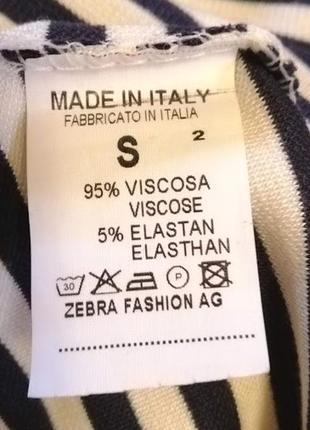 MADE IN ITALY
FABBRICATO IN ITALIA
S 2
95% VISCOSA
VISCOSE
5% ELASTAN
ELASTHAN
30 P
ZEBRA FASHION AG